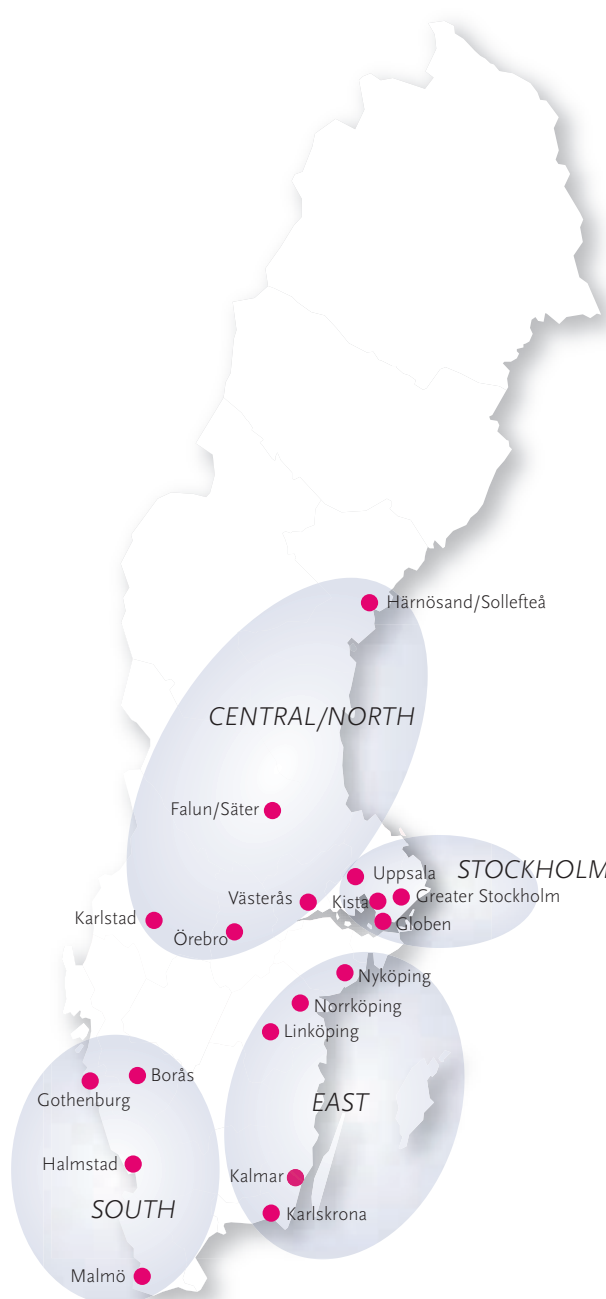 Härnösand/Sollefteå
CENTRAL/NORTH
Falun/Säter
STOCKHOLM
Uppsala
Västerås
Kista
Greater Stockholm
Karlstad
Örebro
Globen
Nyköping
Norrköping
Linköping
Borås
Gothenburg
EAST
Halmstad
Kalmar
SOUTH
Karlskrona
Malmö